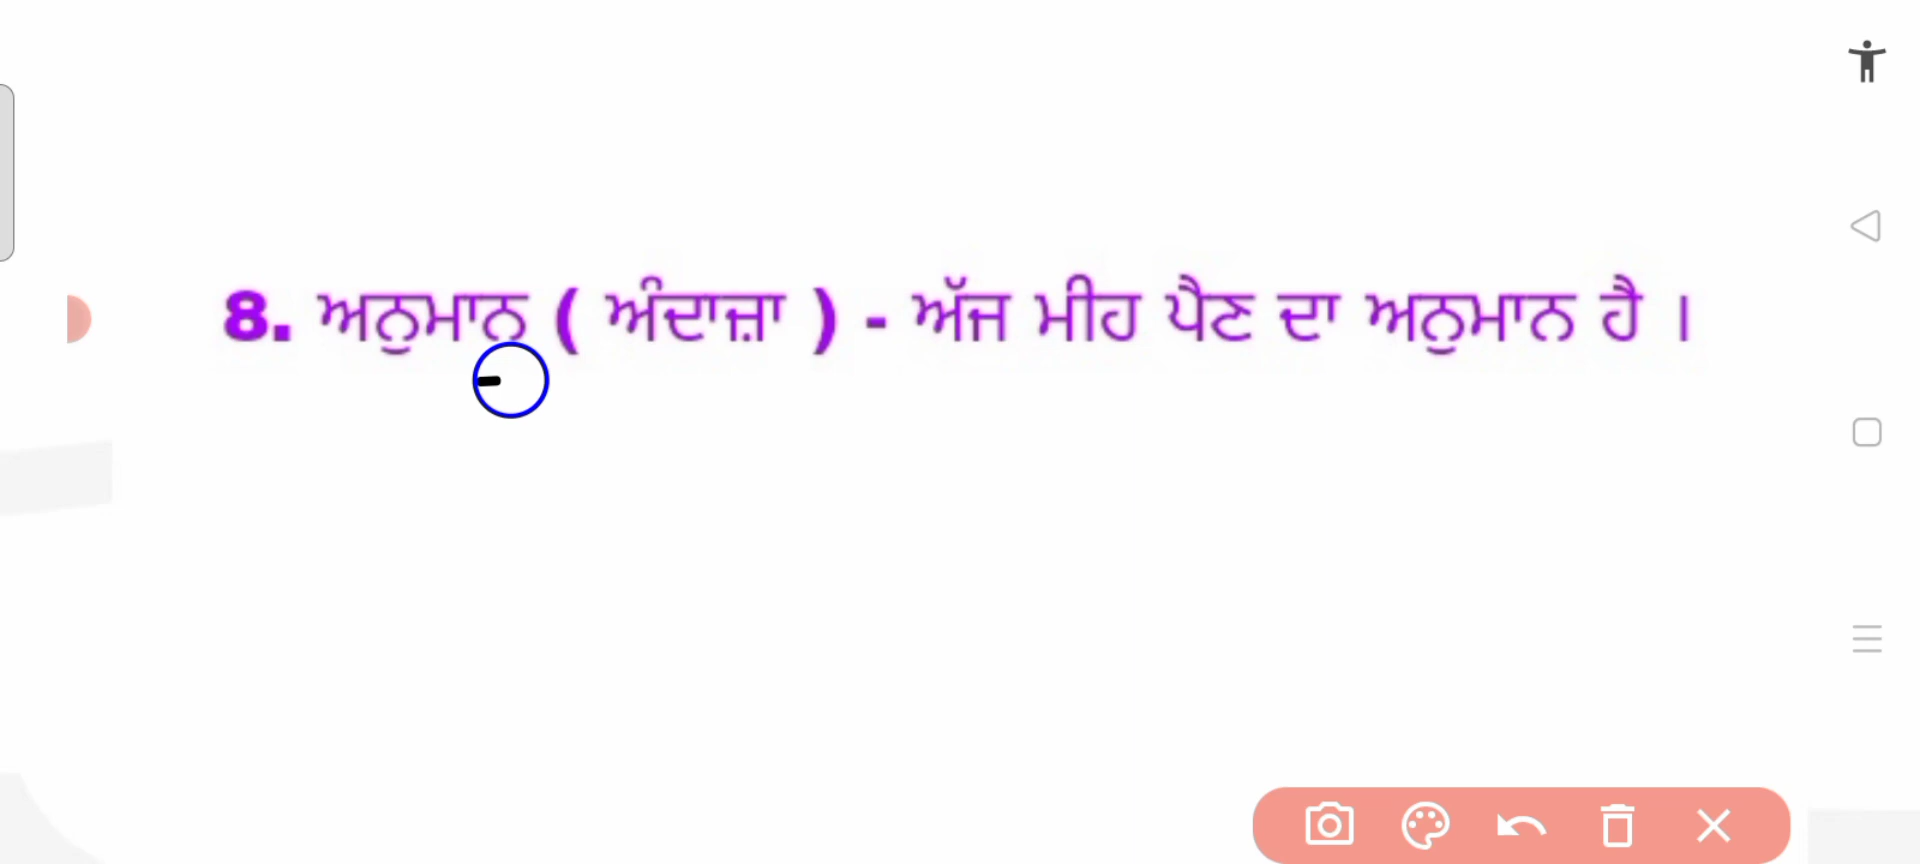 8. ਅਨੁਮਾਨ ( ਅੰਦਾਜ਼ਾ ) - ਅੱਜ ਮੀਹ ਪੈਣ ਦਾ ਅਨੁਮਾਨ ਹੈ ।